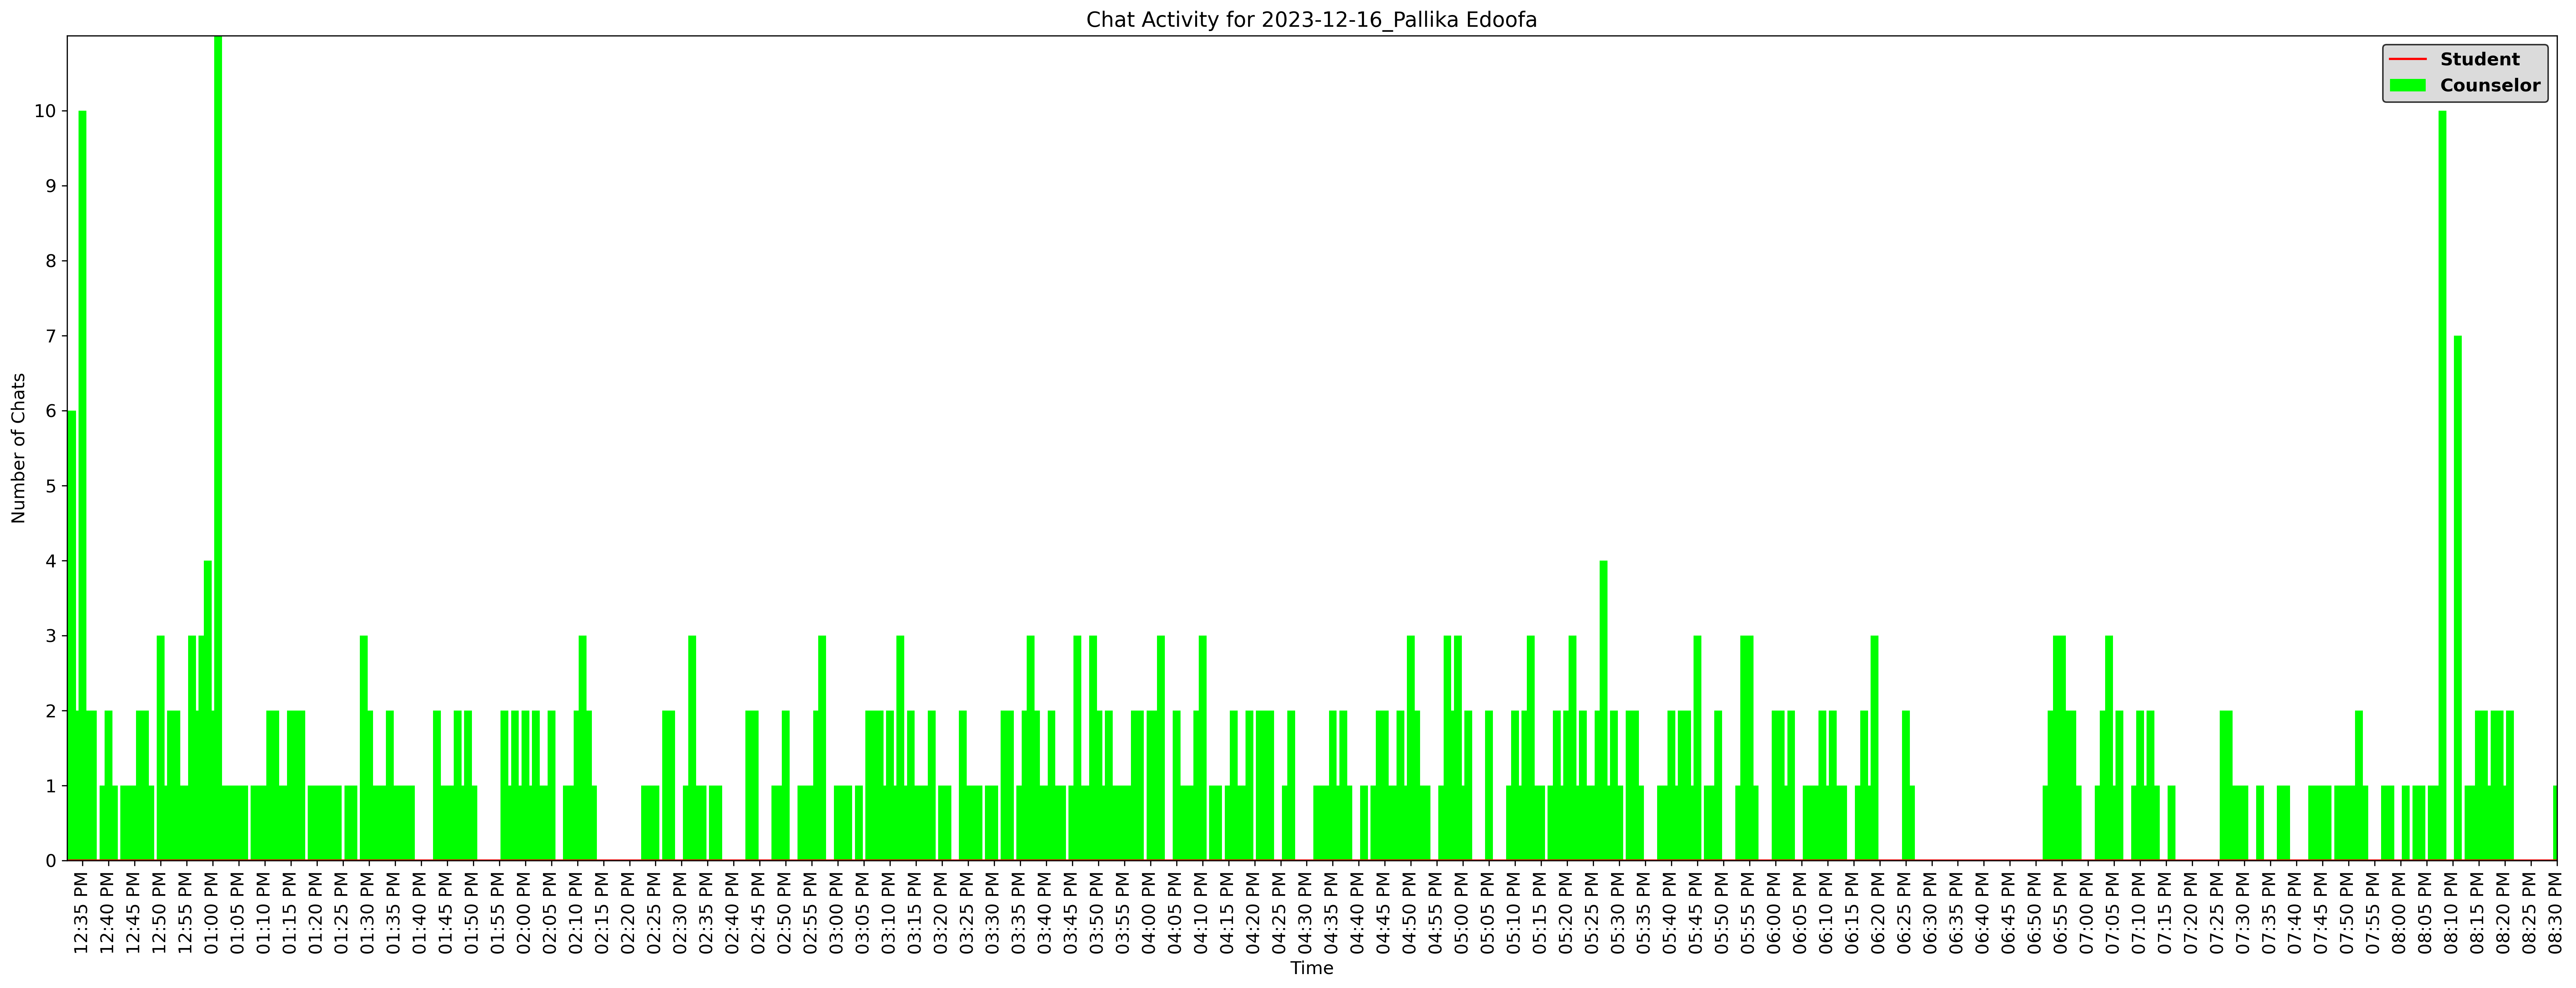 Chat Activity for 2023-12-16_Pallika Edoofa
Student
Counselor
Number of Chats
10
9
8
7
6
5
4
3
2
1
0
12:35 PM
12:40 PM
12:45 PM
12:50 PM
12:55 PM
01:00 PM
01:05 PM
01:10 PM
01:15 PM
01:20 PM
01:25 PM
01:30 PM
01:35 PM
01:40 PM
01:45 PM
01:50 PM
01:55 PM
02:00 PM
02:05 PM
02:10 PM
02:15 PM
02:20 PM
02:25 PM
02:30 PM
02:35 PM
02:40 PM
02:45 PM
02:50 PM
02:55 PM
03:00 PM
03:05 PM
03:10 PM
03:15 PM
03:20 PM
03:25 PM
03:30 PM
03:35 PM
03:40 PM
03:45 PM
03:50 PM
03:55 PM
04:00 PM
04:05 PM
04:10 PM
04:15 PM
04:20 PM
04:25 PM
04:30 PM
04:35 PM
04:40 PM
04:45 PM
04:50 PM
04:55 PM
05:00 PM
05:05 PM
05:10 PM
05:15 PM
05:20 PM
05:25 PM
05:30 PM
05:35 PM
05:40 PM
05:45 PM
05:50 PM
05:55 PM
06:00 PM
06:05 PM
06:10 PM
06:15 PM
06:20 PM
06:25 PM
06:30 PM
06:35 PM
06:40 PM
06:45 PM
06:50 PM
06:55 PM
07:00 PM
07:05 PM
07:10 PM
07:15 PM
07:20 PM
07:25 PM
07:30 PM
07:35 PM
07:40 PM
07:45 PM
07:50 PM
07:55 PM
08:00 PM
08:05 PM
08:10 PM
08:15 PM
08:20 PM
08:25 PM
08:30 PM
Time